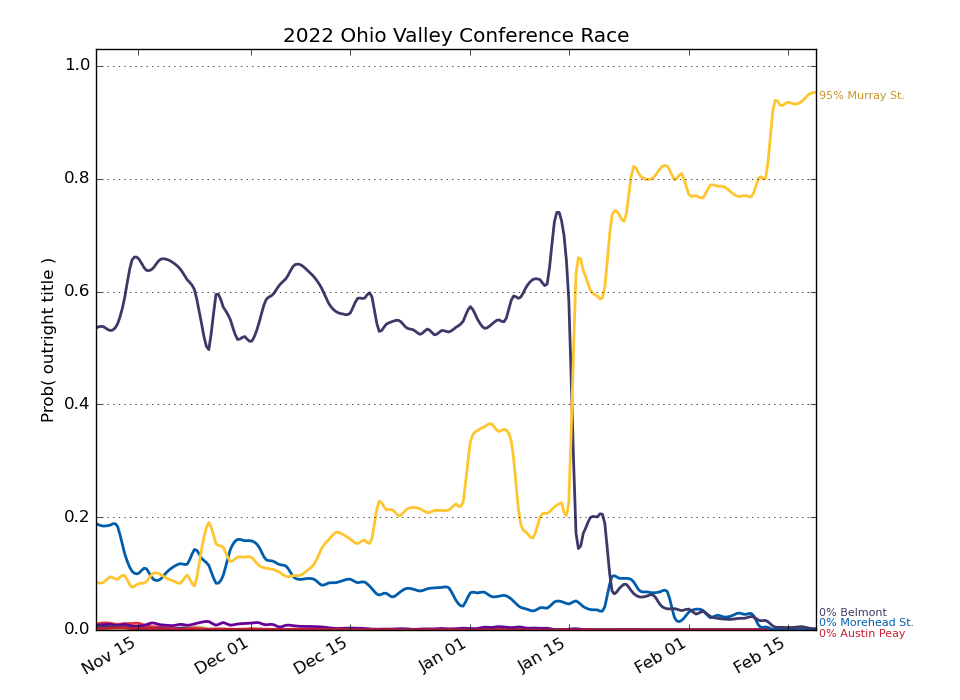 2022 Ohio Valley Conference Race
Prob( outright title )
1.0
0.8
0.6
0.4
0.2
0.0
95% Murray St.
0% Belmont
0% Morehead St.
0% Austin Peay
Nov 15
Dec 01
Dec 15
Jan 01
Jan 15
Feb 01
Feb 15